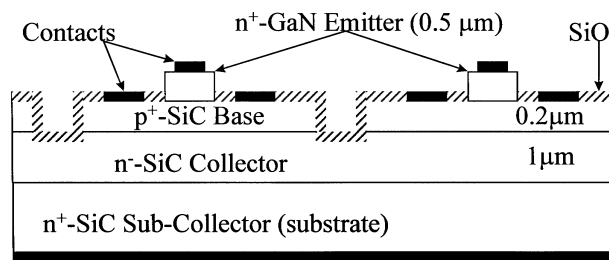 Contacts
n⁺-GaN Emitter (0.5 μm)
SiO
p⁺-SiC Base
0.2μm
n⁻-SiC Collector
1μm
n⁺-SiC Sub-Collector (substrate)